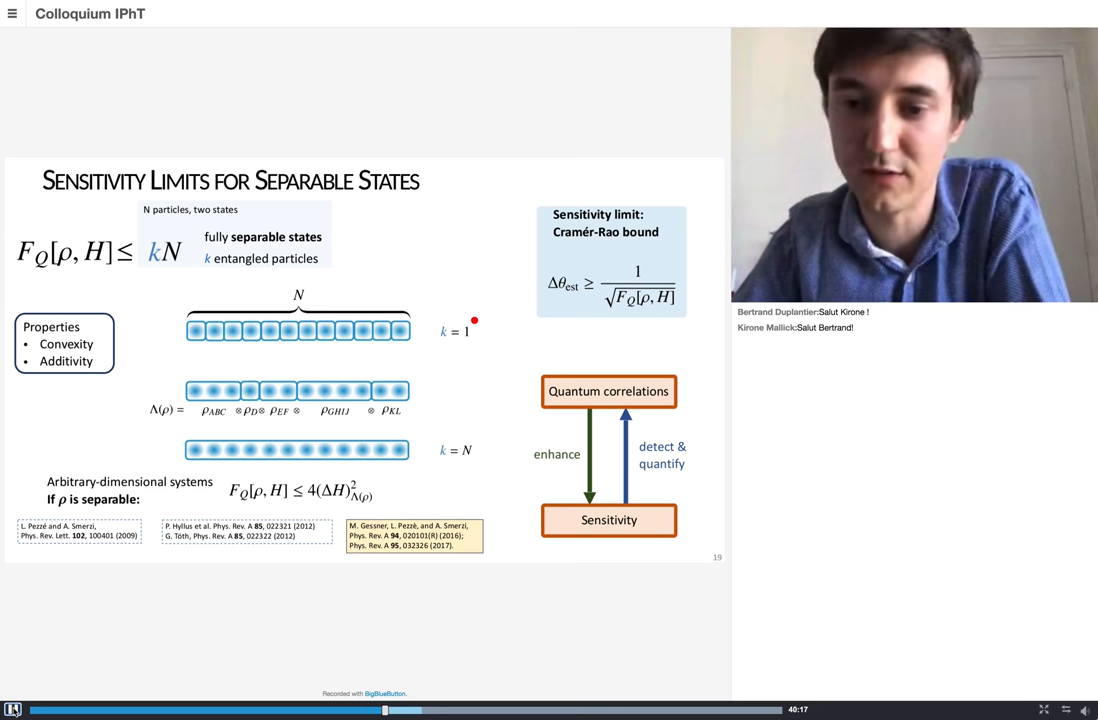 Colloquium IPhT
SENSITIVITY LIMITS FOR SEPARABLE STATES
N particles, two states
F_Q[ρ, H] ≤ kN
fully separable states
k entangled particles
Sensitivity limit:
Cramér-Rao bound
Δθ_est ≥ 1/√(F_Q[ρ, H])
N
Properties
• Convexity
• Additivity
k = 1
Λ(ρ) = ρ_ABC ⊗ρ_D⊗ ρ_EF ⊗ ρ_GHIJ ⊗ ρ_KL
k = N
Quantum correlations
enhance
detect &
quantify
Sensitivity
Arbitrary-dimensional systems
If ρ is separable:
F_Q[ρ, H] ≤ 4(ΔH)²_Λ(ρ)
L. Pezzé and A. Smerzi,
Phys. Rev. Lett. 102, 100401 (2009)
P. Hyllus et al. Phys. Rev. A 85, 022321 (2012)
G. Tóth, Phys. Rev. A 85, 022322 (2012)
M. Gessner, L. Pezzè, and A. Smerzi,
Phys. Rev. A 94, 020101(R) (2016);
Phys. Rev. A 95, 032326 (2017).
19
Bertrand Duplantier:Salut Kirone !
Kirone Mallick:Salut Bertrand!
Recorded with BigBlueButton.
40:17